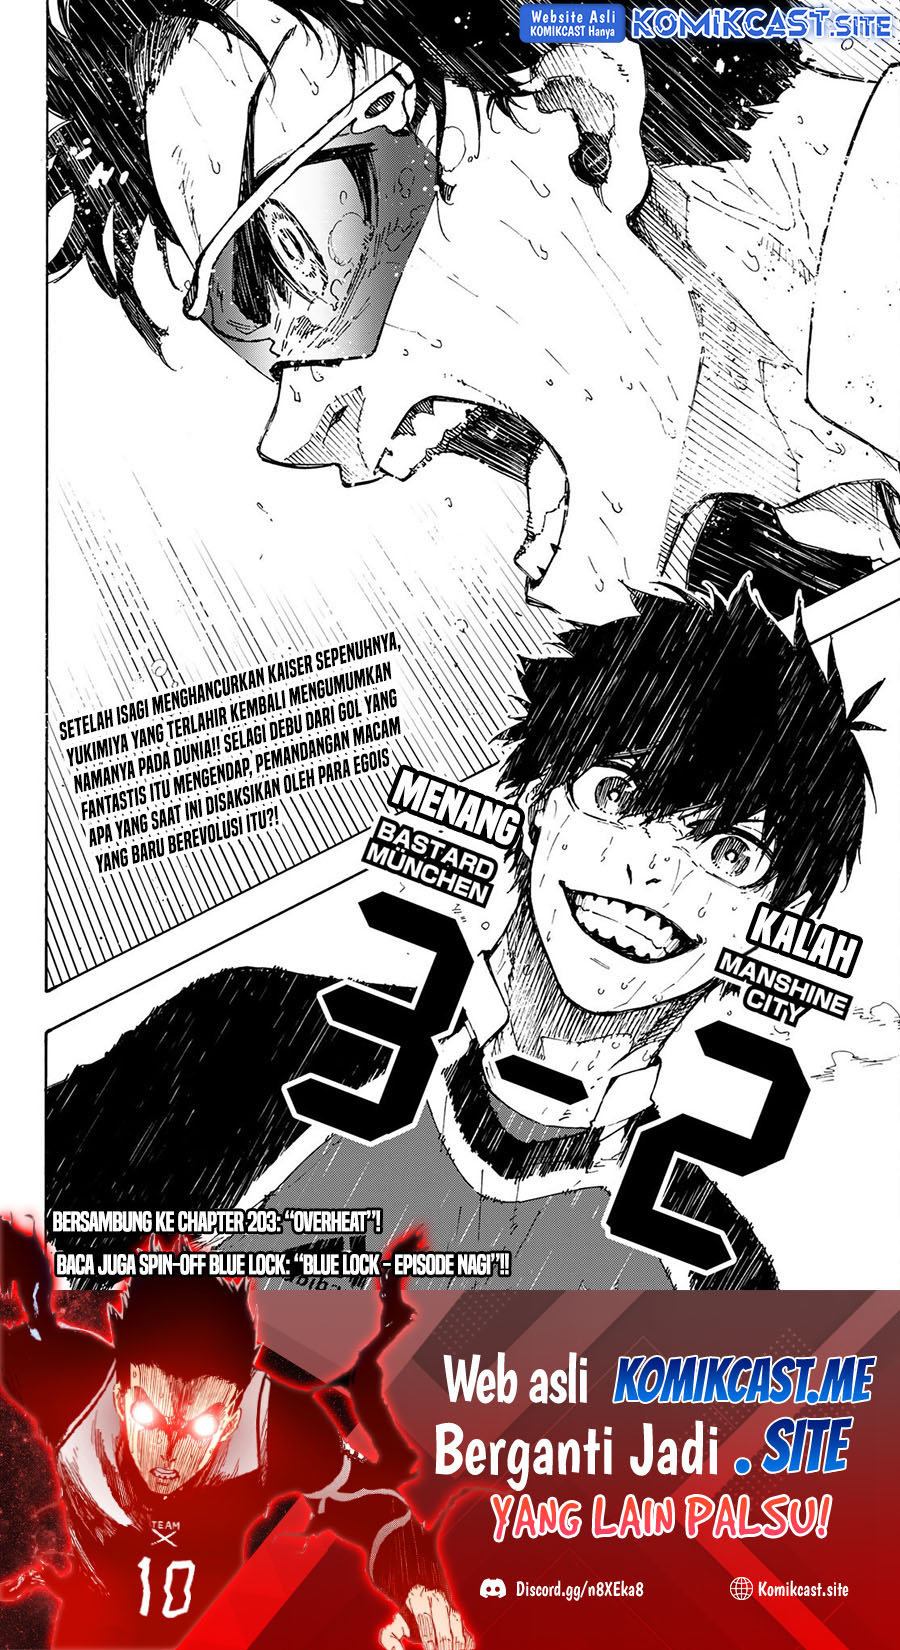 Website Asli
KOMIKCAST Hanya
KOMIKCAST.SITE
SETELAH ISAGI MENGHANCURKAN KAISER SEPENUHNYA,
YUKIMIYA YANG TERLAHIR KEMBALI MENGUMUMKAN
NAMANYA PADA DUNIA!! SELAGI DEBU DARI GOL YANG
FANTASTIS ITU MENGENDAP, PEMANDANGAN MACAM
APA YANG SAAT INI DISAKSIKAN OLEH PARA EGOIS
YANG BARU BEREVOLUSI ITU?!
MENANG
BASTARD
MÜNCHEN
KALAH
MANSHINE
CITY
3 - 2
BERSAMBUNG KE CHAPTER 203: “OVERHEAT”!
BACA JUGA SPIN-OFF BLUE LOCK: “BLUE LOCK - EPISODE NAGI”!!
TEAM
X
10
Web asli KOMIKCAST.ME
Berganti Jadi .SITE
YANG LAIN PALSU!
Discord.gg/n8XEka8
Komikcast.site